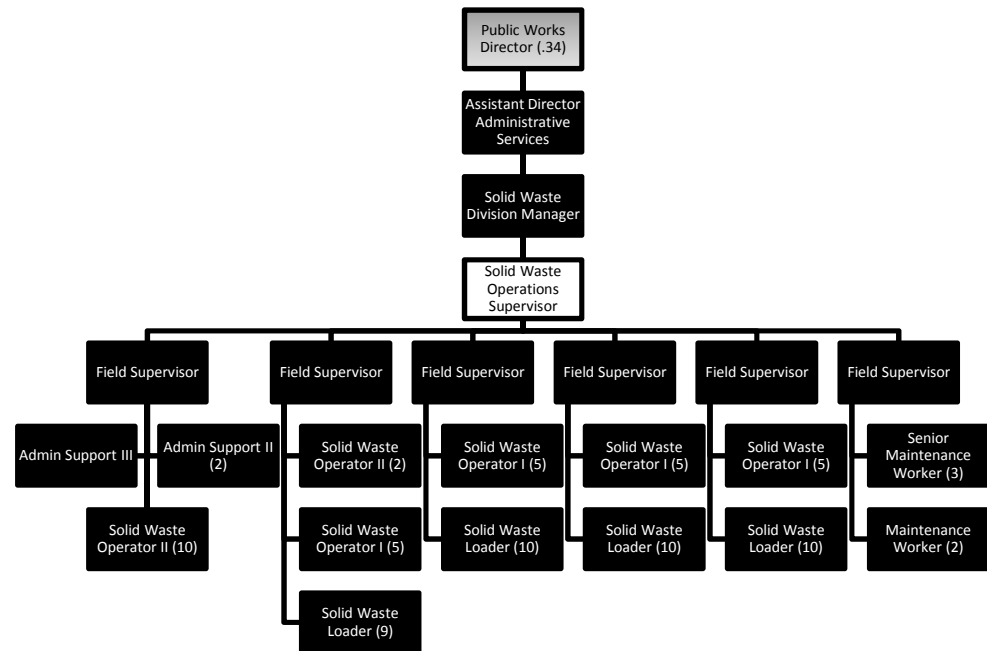 Public Works
Director (.34)
Assistant Director
Administrative
Services
Solid Waste
Division Manager
Solid Waste
Operations
Supervisor
Field Supervisor
Field Supervisor
Field Supervisor
Field Supervisor
Field Supervisor
Field Supervisor
Admin Support III
Admin Support II
(2)
Solid Waste
Operator II (2)
Solid Waste
Operator I (5)
Solid Waste
Operator I (5)
Solid Waste
Operator I (5)
Senior
Maintenance
Worker (3)
Solid Waste
Operator II (10)
Solid Waste
Operator I (5)
Solid Waste
Loader (10)
Solid Waste
Loader (10)
Solid Waste
Loader (10)
Maintenance
Worker (2)
Solid Waste
Loader (9)